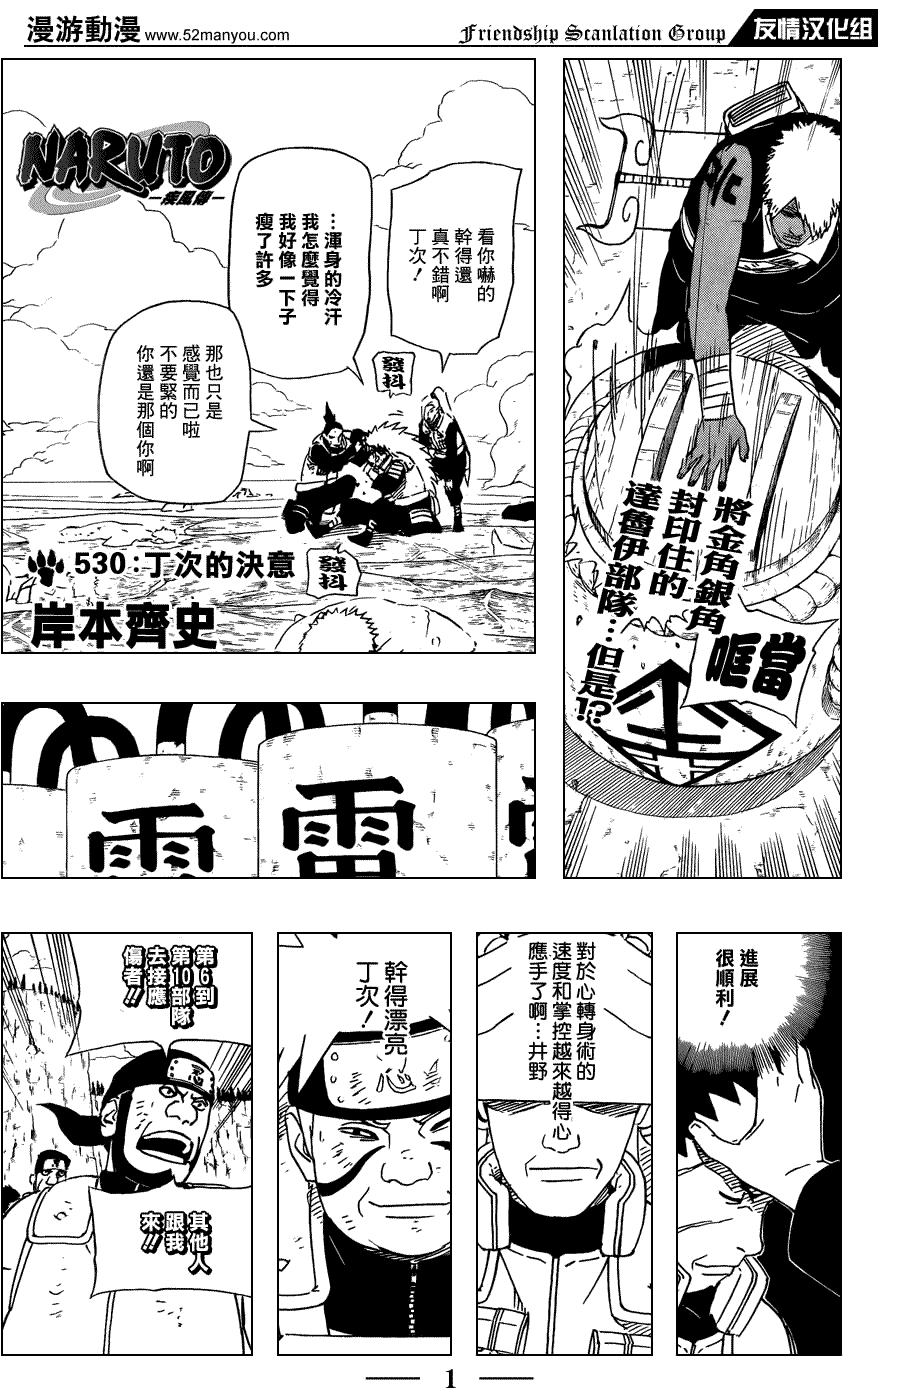 漫游動漫 www.52manyou.com
Friendship Scanlation Group
友情汉化组
將金角銀角
封印住的
達魯伊部隊…但是!?
哐當
NARUTO
—疾風傳—
看你嚇的
幹得還
真不錯啊
丁次！
…渾身的冷汗
我怎麼覺得
我好像一下子
瘦了許多
那也只是
感覺而已啦
不要緊的
你還是那個你啊
發抖
發抖
530：丁次的決意
岸本齊史
雷
雷
進展
很順利！
對於心轉身術的
速度和掌控越來越得心
應手了啊…井野
幹得漂亮
丁次！
心
第6到
第10部隊
去接應
傷者!!
忍
其他人
跟我
來!!
1